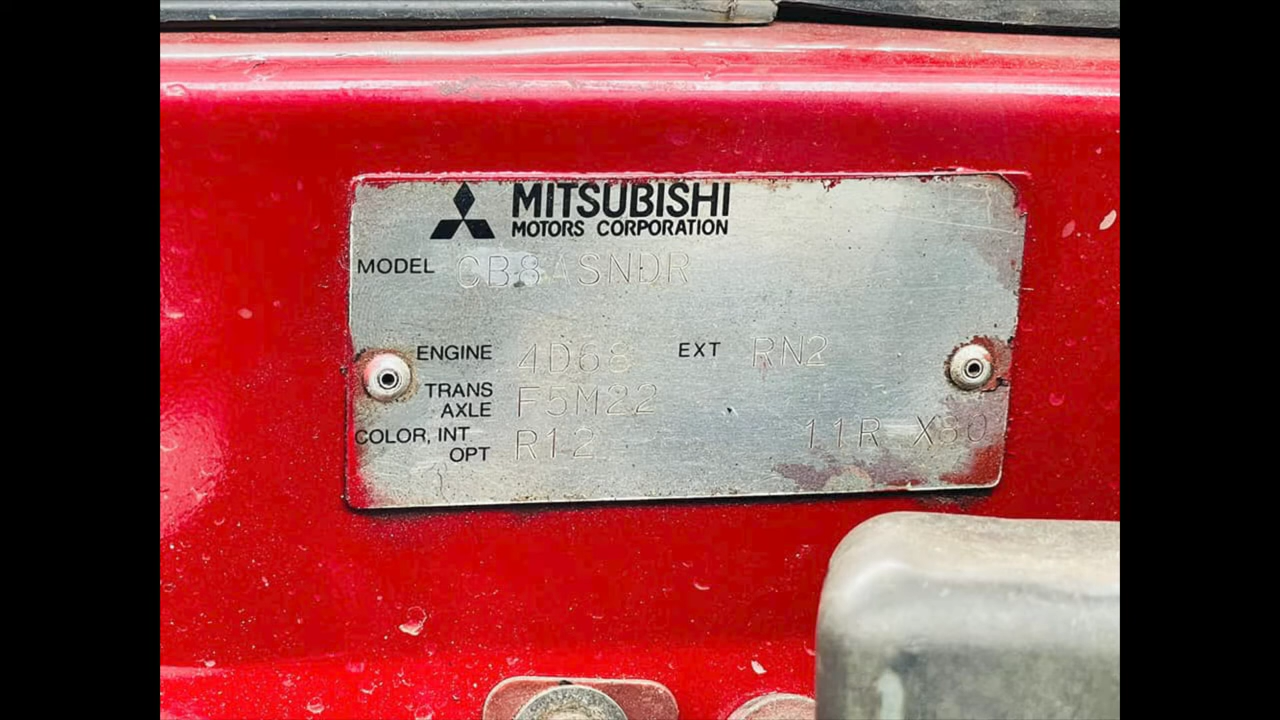 MITSUBISHI
MOTORS CORPORATION
MODEL CB8ASNDR
ENGINE 4D68 EXT RN2
TRANS AXLE F5M22
COLOR, INT OPT R12 11R X80